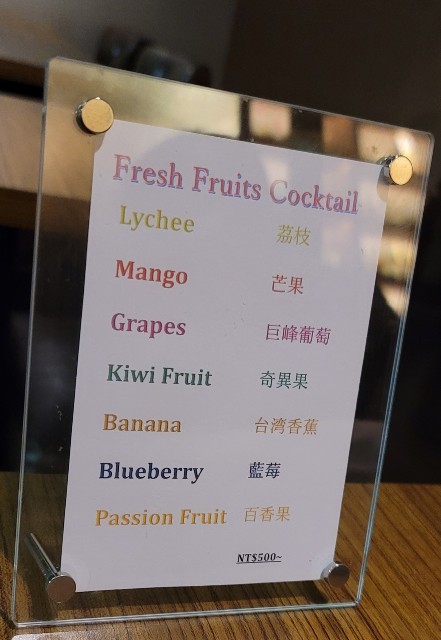 Fresh Fruits Cocktail
Lychee 荔枝
Mango 芒果
Grapes 巨峰葡萄
Kiwi Fruit 奇異果
Banana 台湾香蕉
Blueberry 藍莓
Passion Fruit 百香果
NT$500~